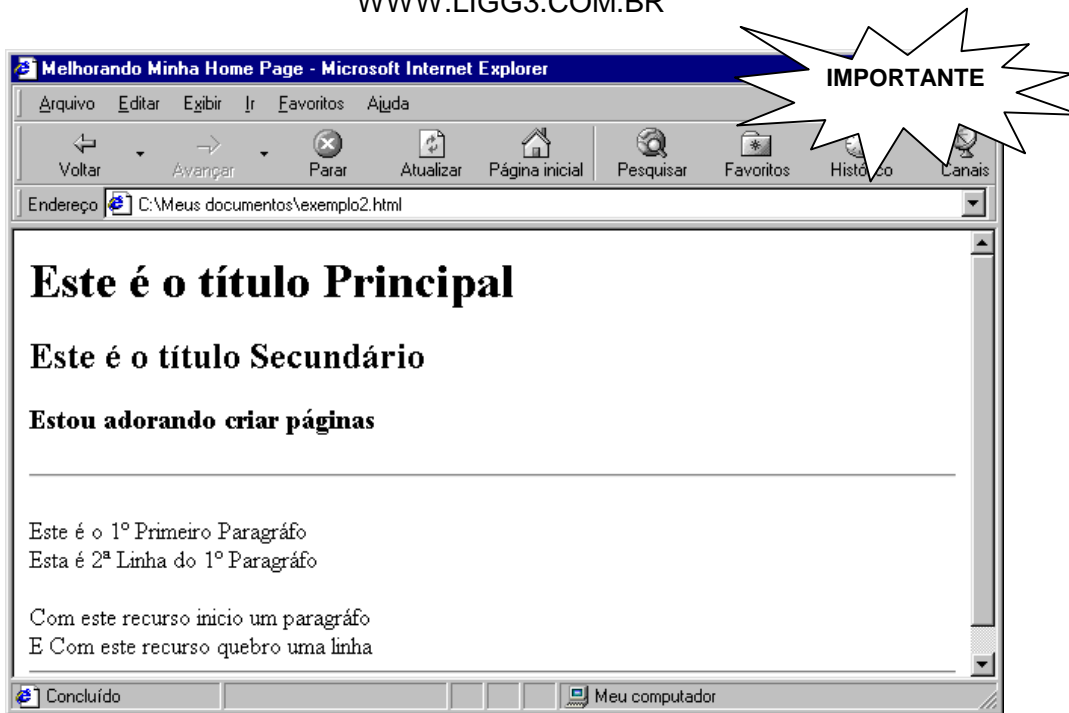 WWW.LIGG3.COM.BR
IMPORTANTE
Melhorando Minha Home Page - Microsoft Internet Explorer
Arquivo Editar Exibir Ir Favoritos Ajuda
Voltar Avançar Parar Atualizar Página inicial Pesquisar Favoritos Histórico Canais
Endereço C:\Meus documentos\exemplo2.html
Este é o título Principal
Este é o título Secundário
Estou adorando criar páginas
Este é o 1º Primeiro Paragráfo
Esta é 2ª Linha do 1º Paragráfo
Com este recurso inicio um paragráfo
E Com este recurso quebro uma linha
Concluído Meu computador